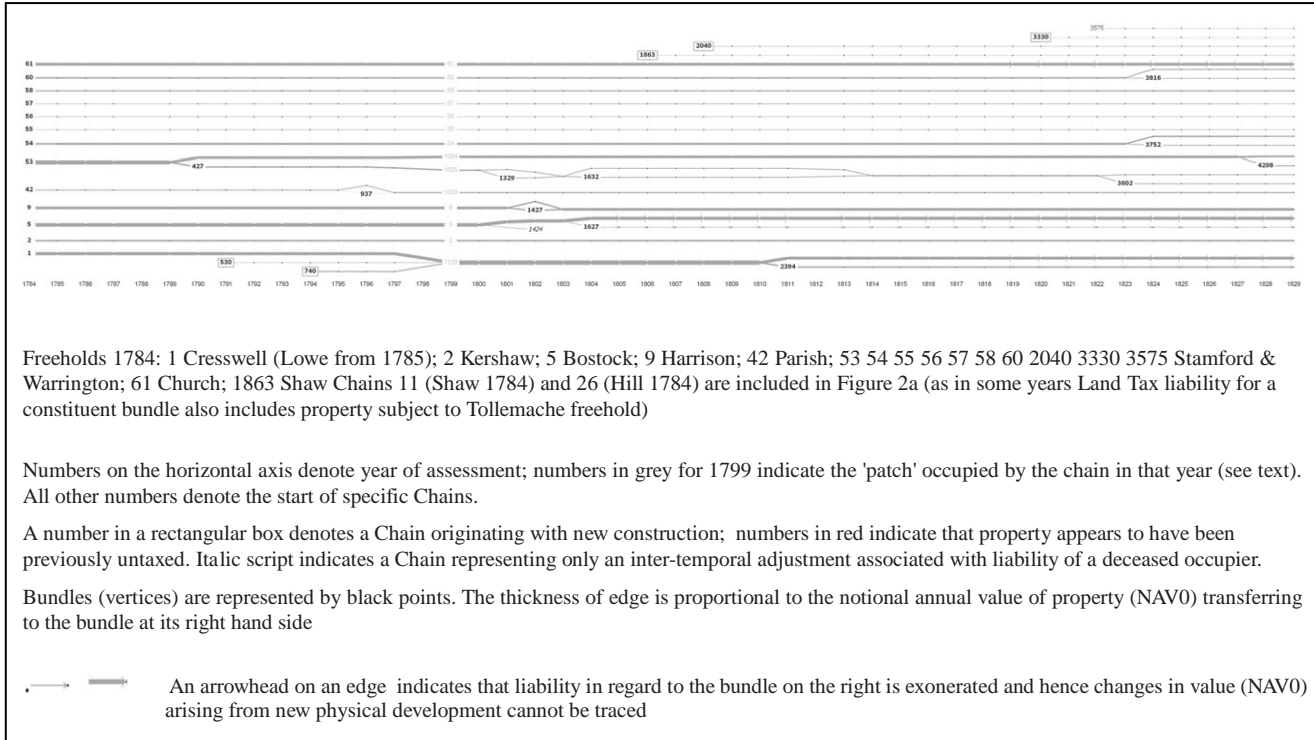 3575
3330
2040
1863
61 61
60 60 3816
58 58
57 57
56 56
55 55
54 54 3752
53 427 1024 4298
1025 1329 1632 3602
42 937
9 9 1427
5 5 1424 1627
2 2
1 530 740 2394
1784 1785 1786 1787 1788 1789 1790 1791 1792 1793 1794 1795 1796 1797 1798 1799 1800 1801 1802 1803 1804 1805 1806 1807 1808 1809 1810 1811 1812 1813 1814 1815 1816 1817 1818 1819 1820 1821 1822 1823 1824 1825 1826 1827 1828 1829
Freeholds 1784: 1 Cresswell (Lowe from 1785); 2 Kershaw; 5 Bostock; 9 Harrison; 42 Parish; 53 54 55 56 57 58 60 2040 3330 3575 Stamford &
Warrington; 61 Church; 1863 Shaw Chains 11 (Shaw 1784) and 26 (Hill 1784) are included in Figure 2a (as in some years Land Tax liability for a
constituent bundle also includes property subject to Tollemache freehold)
Numbers on the horizontal axis denote year of assessment; numbers in grey for 1799 indicate the 'patch' occupied by the chain in that year (see text).
All other numbers denote the start of specific Chains.
A number in a rectangular box denotes a Chain originating with new construction; numbers in red indicate that property appears to have been
previously untaxed. Italic script indicates a Chain representing only an inter-temporal adjustment associated with liability of a deceased occupier.
Bundles (vertices) are represented by black points. The thickness of edge is proportional to the notional annual value of property (NAV0) transferring
to the bundle at its right hand side
An arrowhead on an edge indicates that liability in regard to the bundle on the right is exonerated and hence changes in value (NAV0)
arising from new physical development cannot be traced